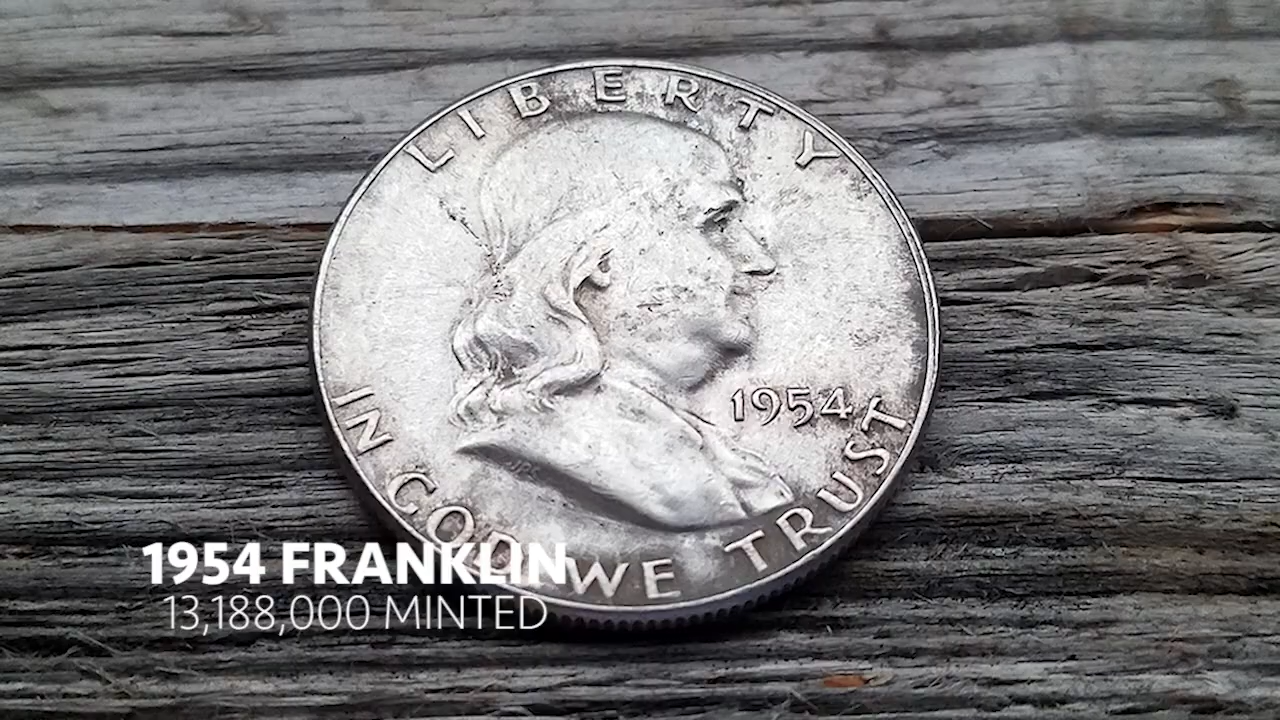 LIBERTY
1954
IN GOD WE TRUST
1954 FRANKLIN
13,188,000 MINTED